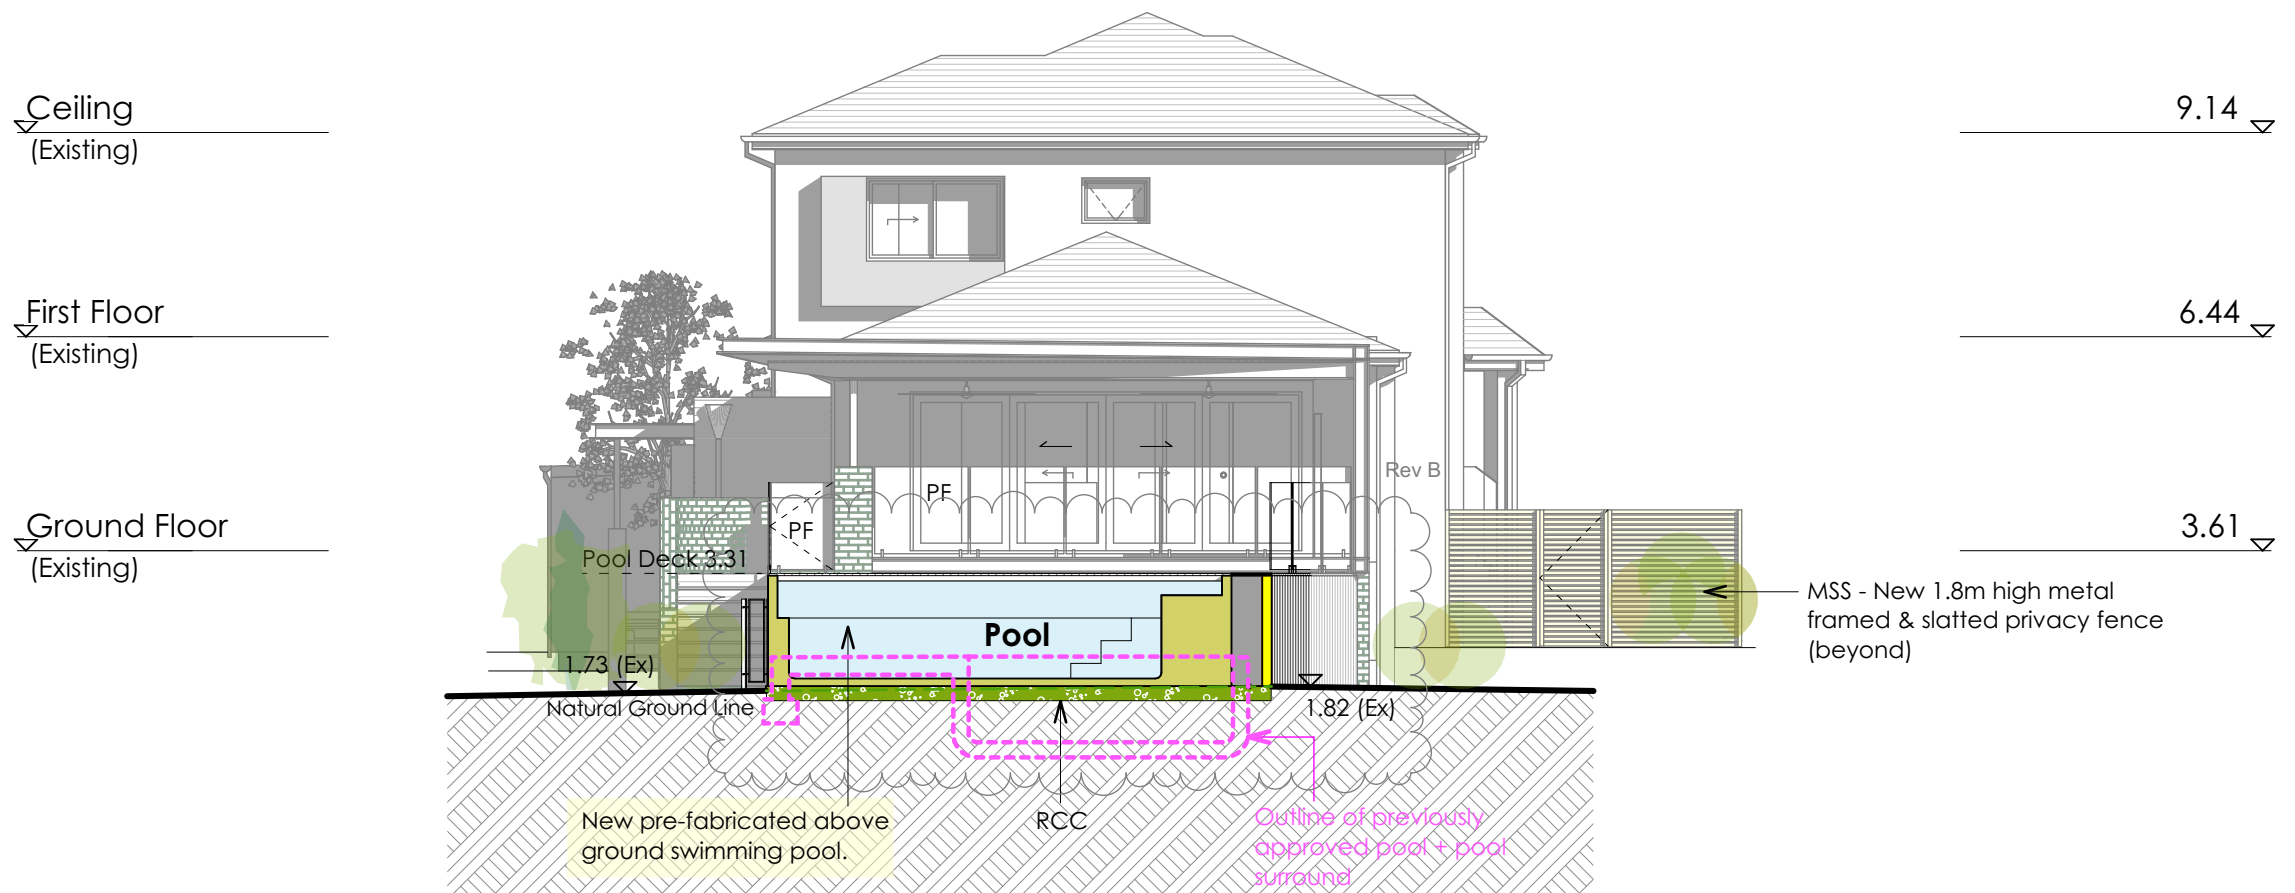 Ceiling
(Existing)
9.14
First Floor
(Existing)
6.44
Rev B
PF
PF
Ground Floor
(Existing)
3.61
Pool Deck 3.31
MSS - New 1.8m high metal
framed & slatted privacy fence
(beyond)
Pool
1.73 (Ex)
Natural Ground Line
1.82 (Ex)
New pre-fabricated above
ground swimming pool.
RCC
Outline of previously
approved pool + pool
surround